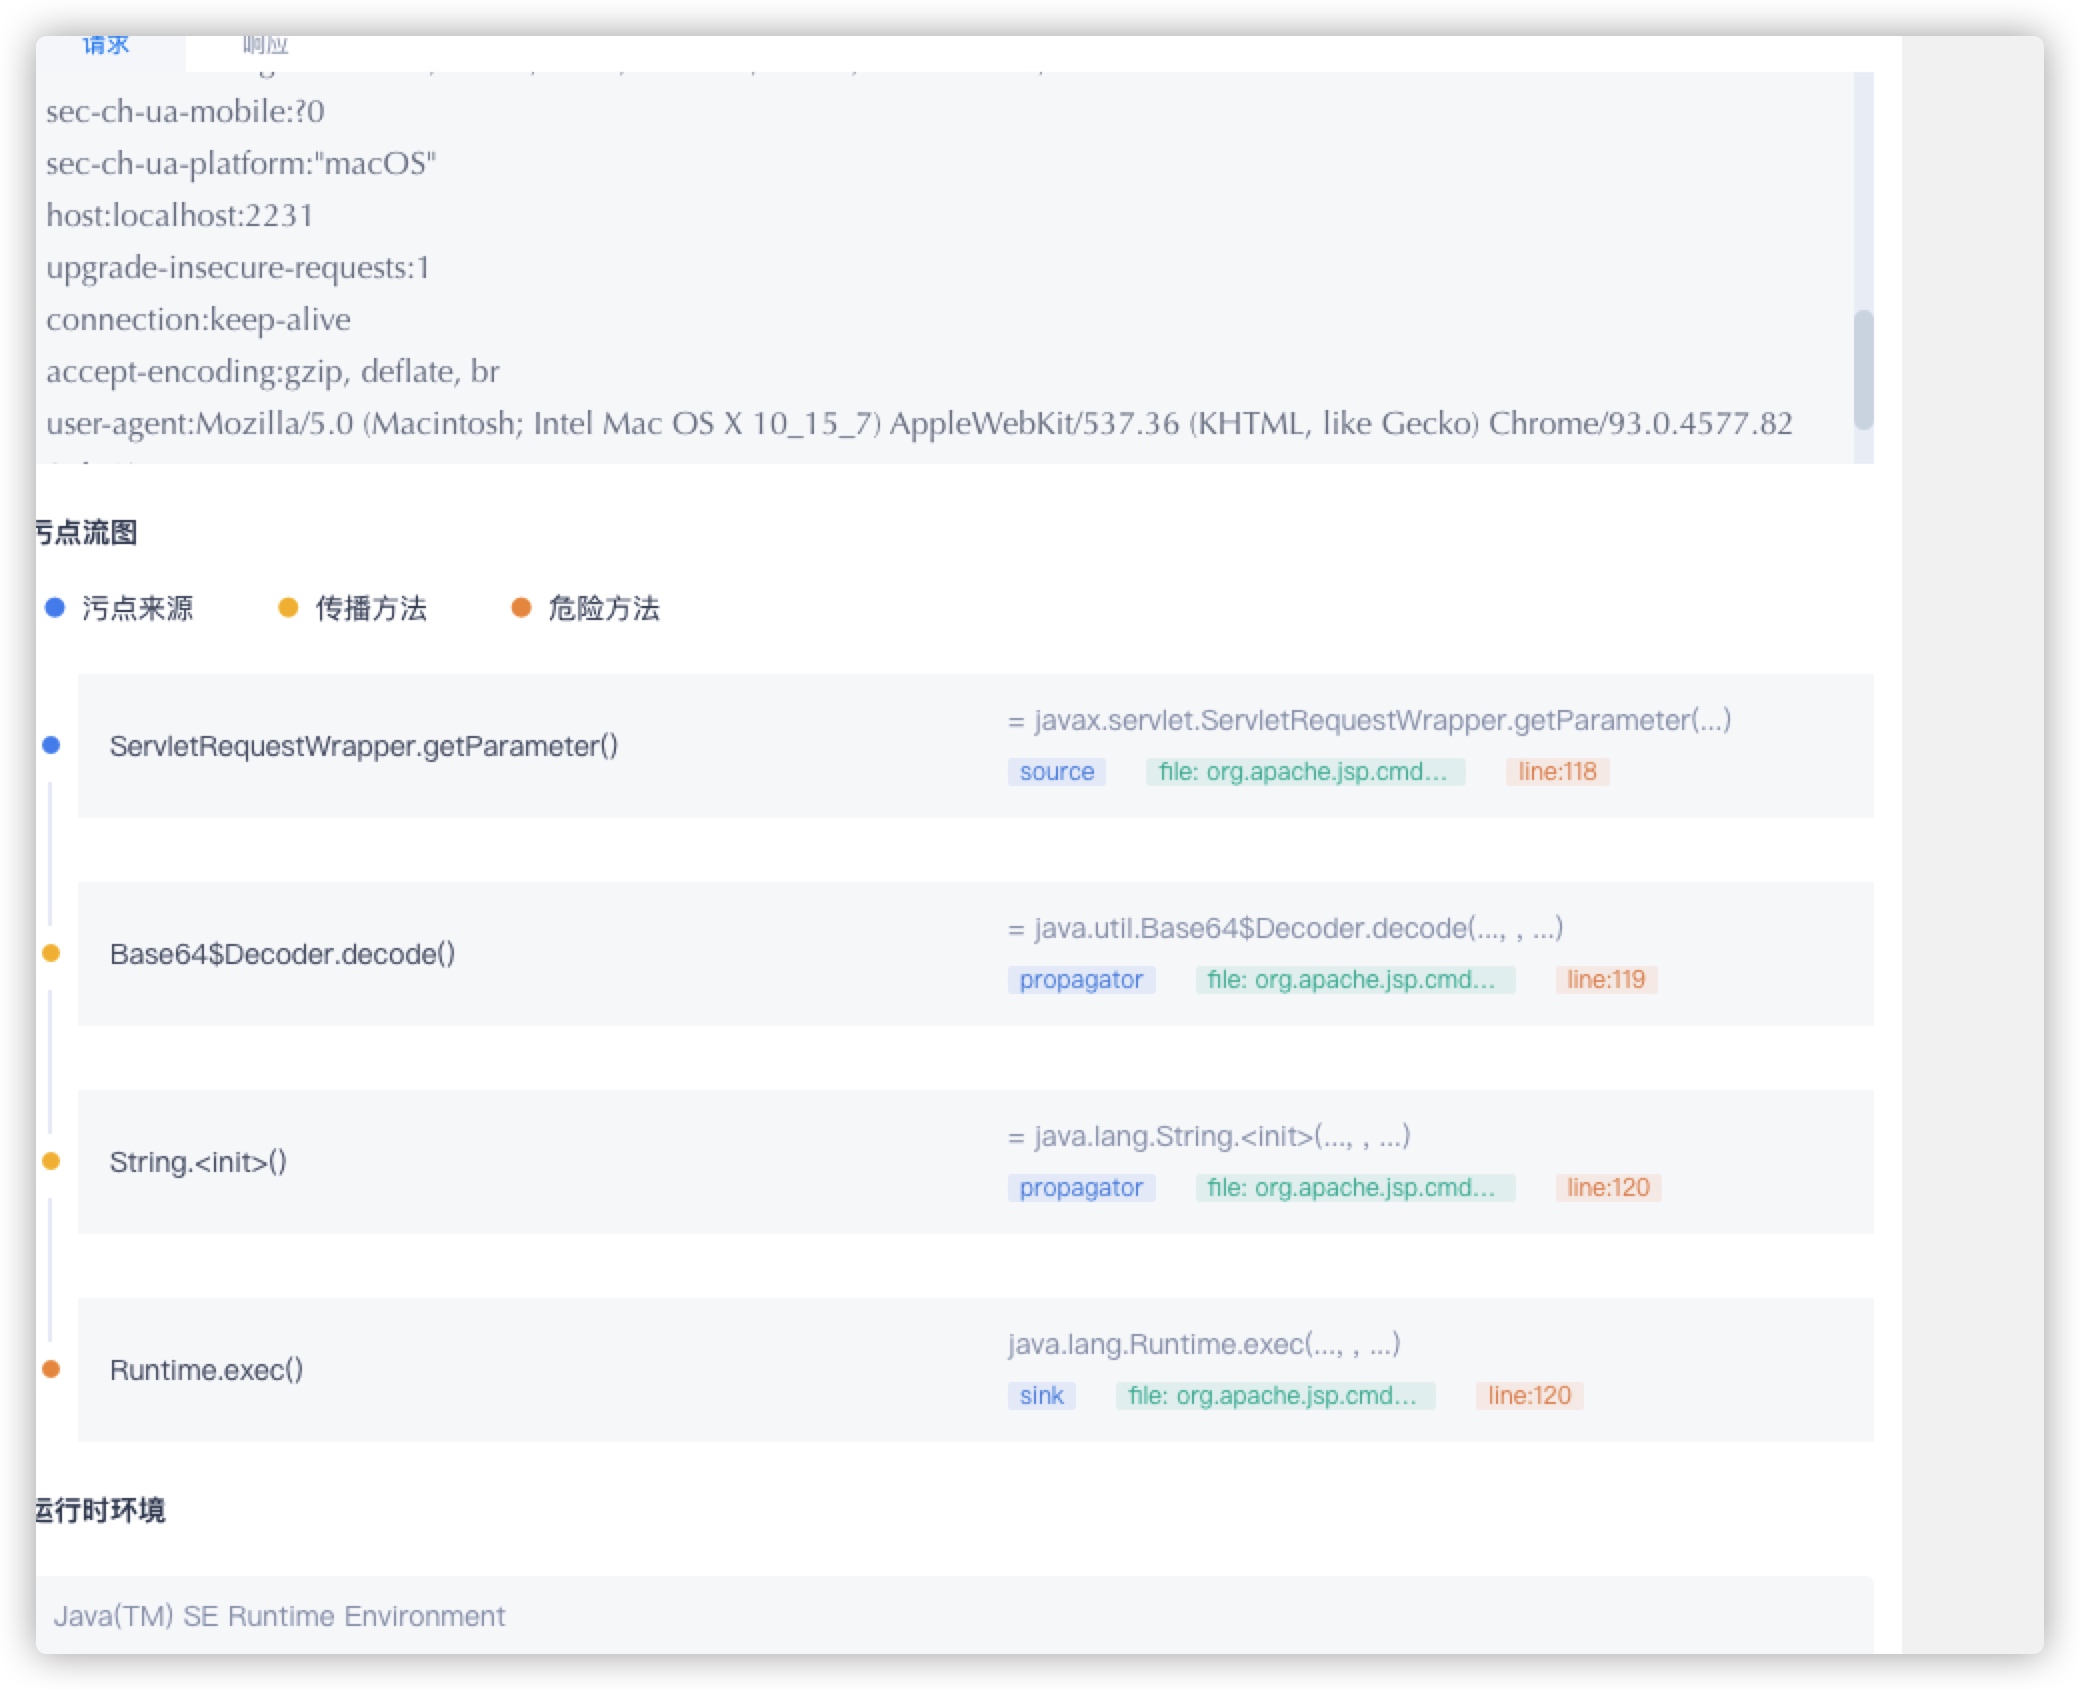 请求 响应
sec-ch-ua-mobile:?0
sec-ch-ua-platform:"macOS"
host:localhost:2231
upgrade-insecure-requests:1
connection:keep-alive
accept-encoding:gzip, deflate, br
user-agent:Mozilla/5.0 (Macintosh; Intel Mac OS X 10_15_7) AppleWebKit/537.36 (KHTML, like Gecko) Chrome/93.0.4577.82
污点流图
污点来源 传播方法 危险方法
ServletRequestWrapper.getParameter()
= javax.servlet.ServletRequestWrapper.getParameter(...)
source file: org.apache.jsp.cmd... line:118
Base64$Decoder.decode()
= java.util.Base64$Decoder.decode(..., , ...)
propagator file: org.apache.jsp.cmd... line:119
String.<init>()
= java.lang.String.<init>(..., , ...)
propagator file: org.apache.jsp.cmd... line:120
Runtime.exec()
java.lang.Runtime.exec(..., , ...)
sink file: org.apache.jsp.cmd... line:120
运行时环境
Java(TM) SE Runtime Environment